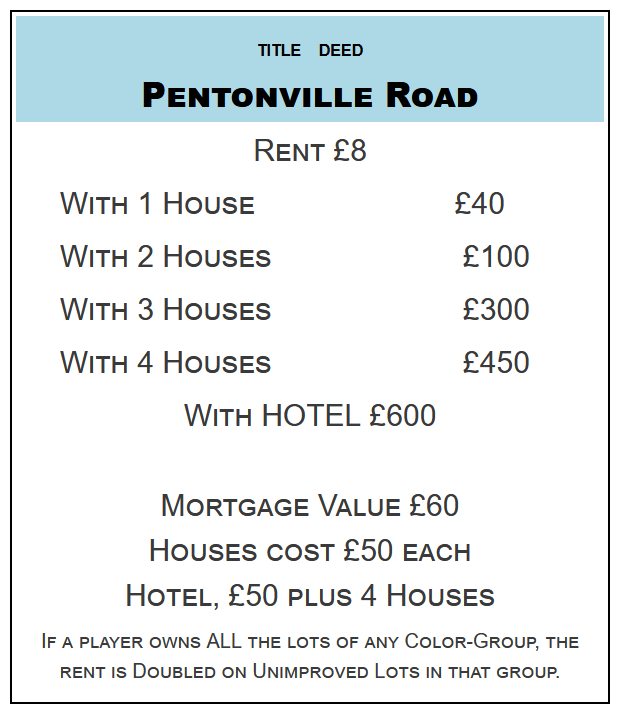 TITLE DEED
PENTONVILLE ROAD
RENT £8
WITH 1 HOUSE £40
WITH 2 HOUSES £100
WITH 3 HOUSES £300
WITH 4 HOUSES £450
WITH HOTEL £600
MORTGAGE VALUE £60
HOUSES COST £50 EACH
HOTEL, £50 PLUS 4 HOUSES
IF A PLAYER OWNS ALL THE LOTS OF ANY COLOR-GROUP, THE
RENT IS DOUBLED ON UNIMPROVED LOTS IN THAT GROUP.